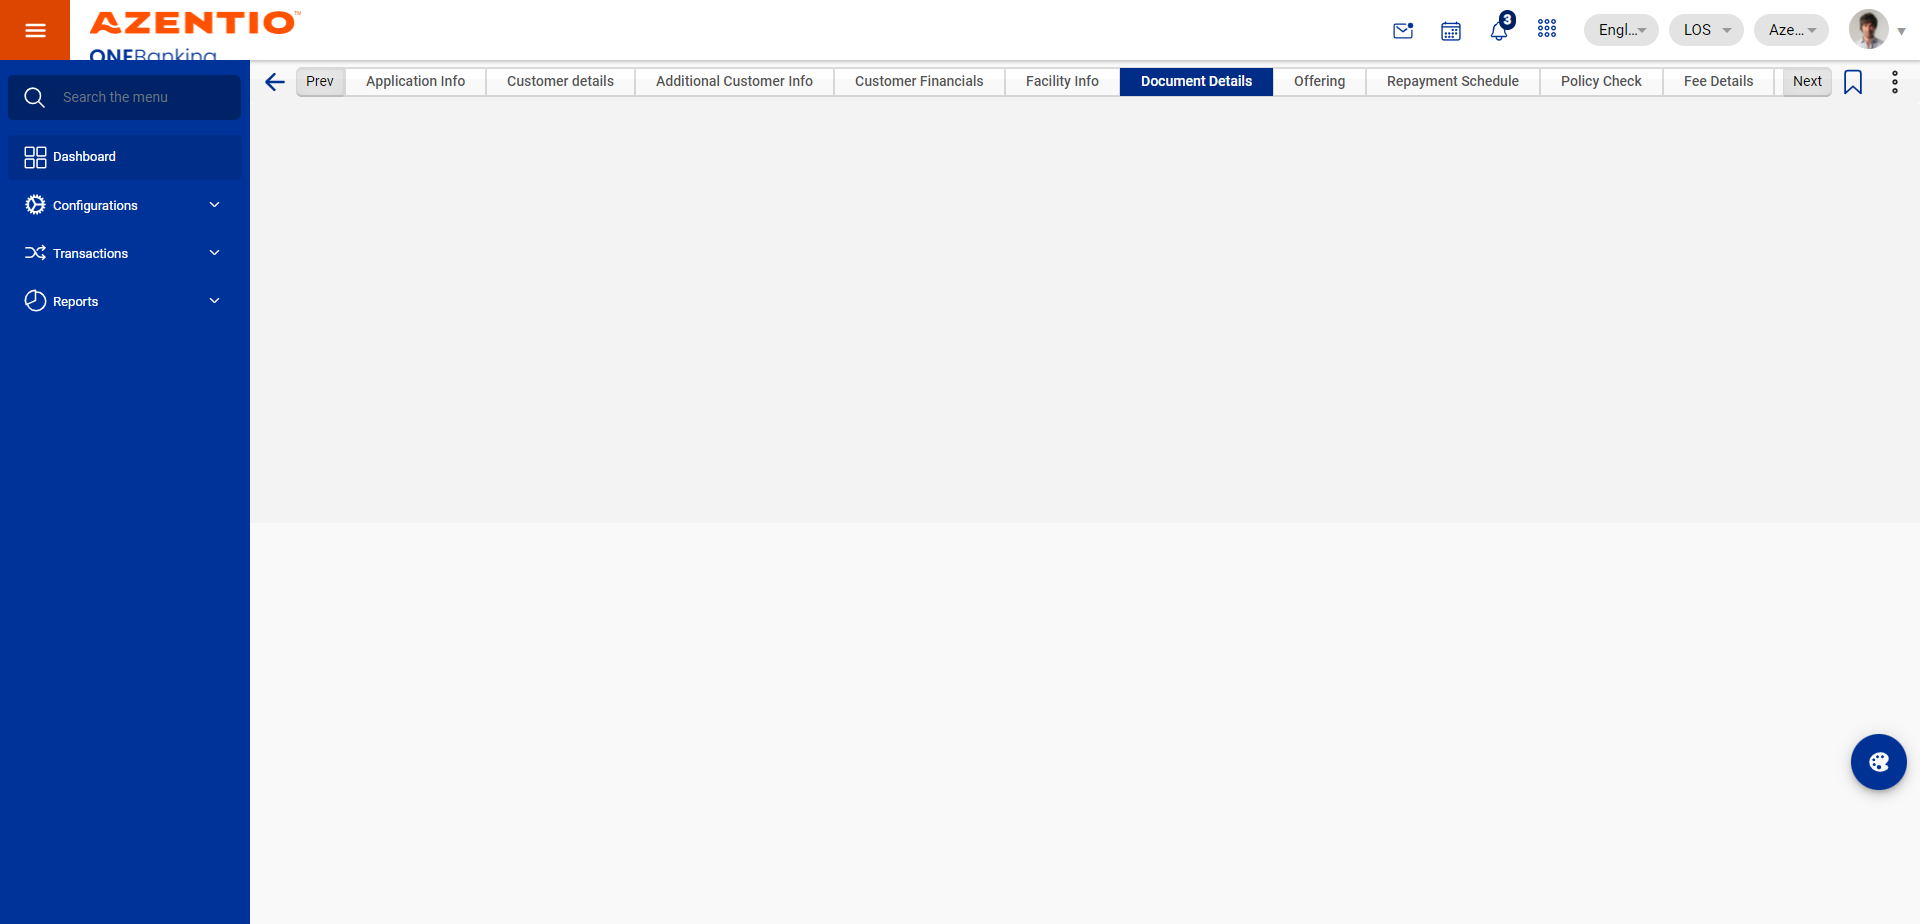 AZENTIO™
ONEBanking
3
Engl...
LOS
Aze...
Search the menu
Dashboard
Configurations
Transactions
Reports
Prev
Application Info
Customer details
Additional Customer Info
Customer Financials
Facility Info
Document Details
Offering
Repayment Schedule
Policy Check
Fee Details
Next